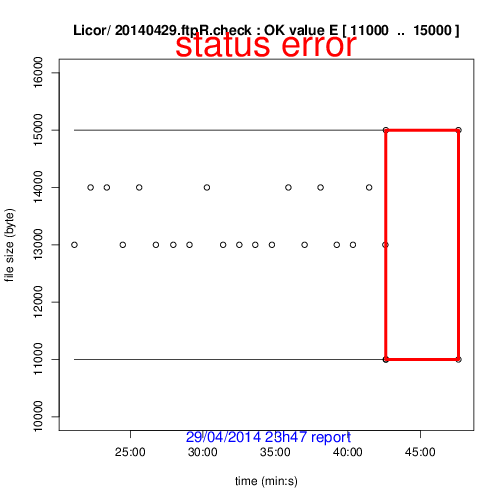 Licor/ 20140429.ftpR.check : OK value E [ 11000 .. 15000 ]
status error
16000
15000
14000
13000
12000
11000
10000
file size (byte)
29/04/2014 23h47 report
25:00 30:00 35:00 40:00 45:00
time (min:s)